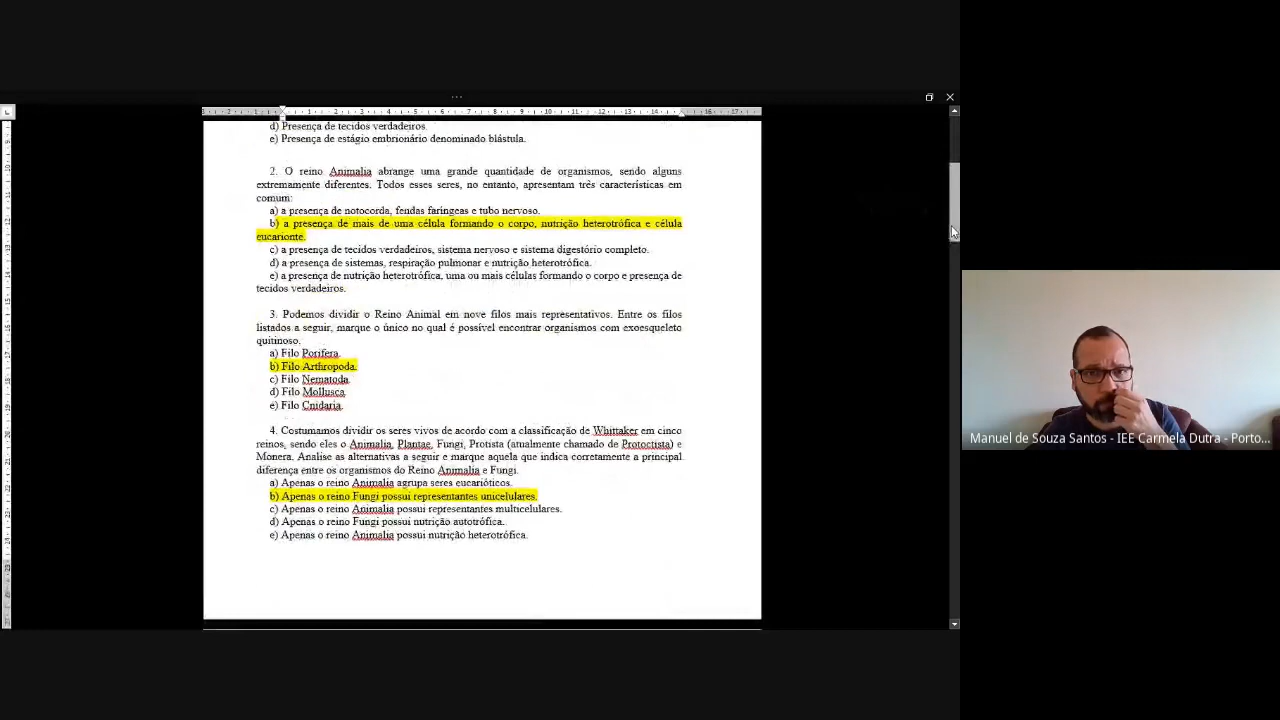 d) Presença de tecidos verdadeiros.
e) Presença de estágio embrionário denominado blástula.
2. O reino Animalia abrange uma grande quantidade de organismos, sendo alguns
extremamente diferentes. Todos esses seres, no entanto, apresentam três características em
comum:
a) a presença de notocorda, fendas faríngeas e tubo nervoso.
b) a presença de mais de uma célula formando o corpo, nutrição heterotrófica e célula
eucarionte.
c) a presença de tecidos verdadeiros, sistema nervoso e sistema digestório completo.
d) a presença de sistemas, respiração pulmonar e nutrição heterotrófica.
e) a presença de nutrição heterotrófica, uma ou mais células formando o corpo e presença de
tecidos verdadeiros.
3. Podemos dividir o Reino Animal em nove filos mais representativos. Entre os filos
listados a seguir, marque o único no qual é possível encontrar organismos com exoesqueleto
quitinoso.
a) Filo Porifera.
b) Filo Arthropoda.
c) Filo Nematoda.
d) Filo Mollusca.
e) Filo Cnidaria.
4. Costumamos dividir os seres vivos de acordo com a classificação de Whittaker em cinco
reinos, sendo eles o Animalia, Plantae, Fungi, Protista (atualmente chamado de Protoctista) e
Monera. Analise as alternativas a seguir e marque aquela que indica corretamente a principal
diferença entre os organismos do Reino Animalia e Fungi.
a) Apenas o reino Animalia agrupa seres eucarióticos.
b) Apenas o reino Fungi possui representantes unicelulares.
c) Apenas o reino Animalia possui representantes multicelulares.
d) Apenas o reino Fungi possui nutrição autotrófica.
e) Apenas o reino Animalia possui nutrição heterotrófica.
Manuel de Souza Santos - IEE Carmela Dutra - Porto...